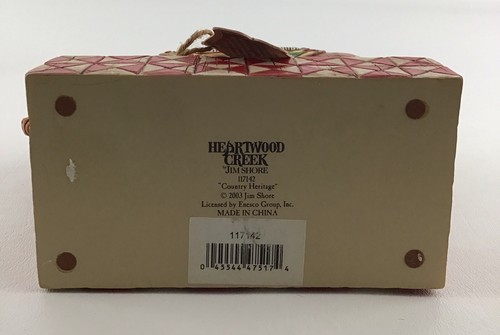 HEARTWOOD
CREEK
BY JIM SHORE
117142
"Country Heritage"
© 2003 Jim Shore
Licensed by Enesco Group, Inc.
MADE IN CHINA
117142
0 45544 47517 4